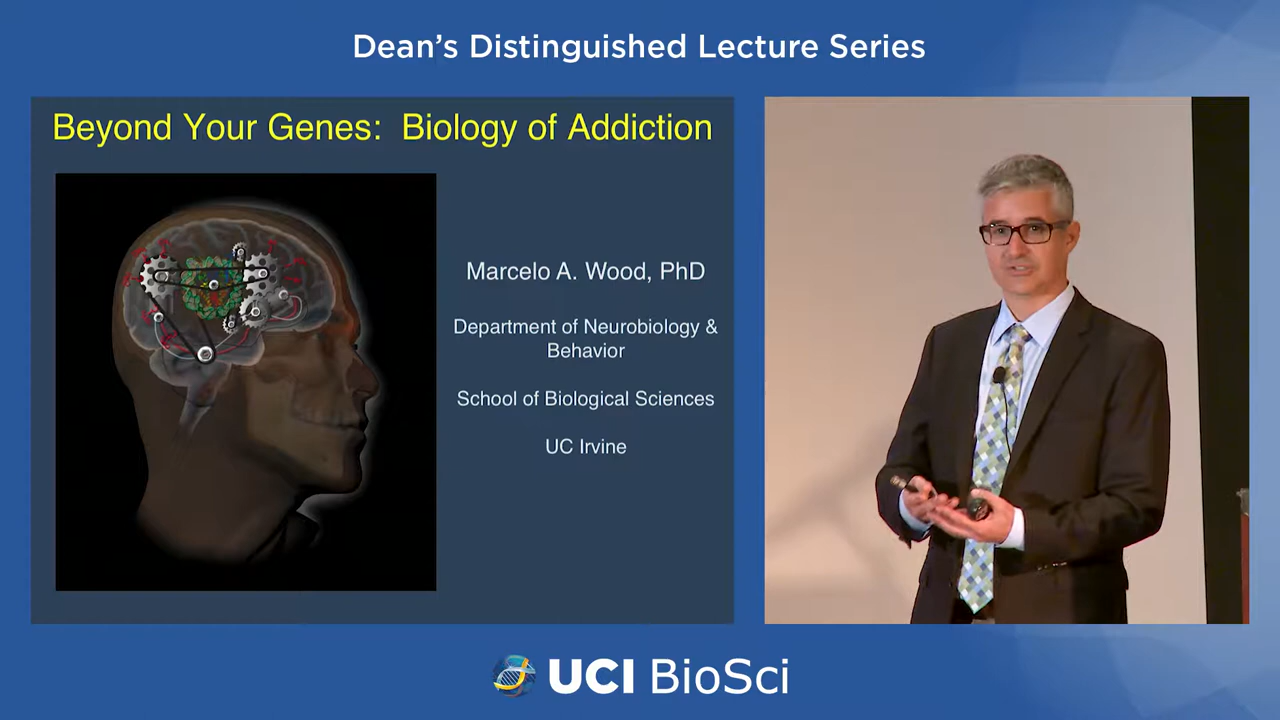 Dean’s Distinguished Lecture Series
Beyond Your Genes: Biology of Addiction
Marcelo A. Wood, PhD
Department of Neurobiology &
Behavior
School of Biological Sciences
UC Irvine
UCI BioSci